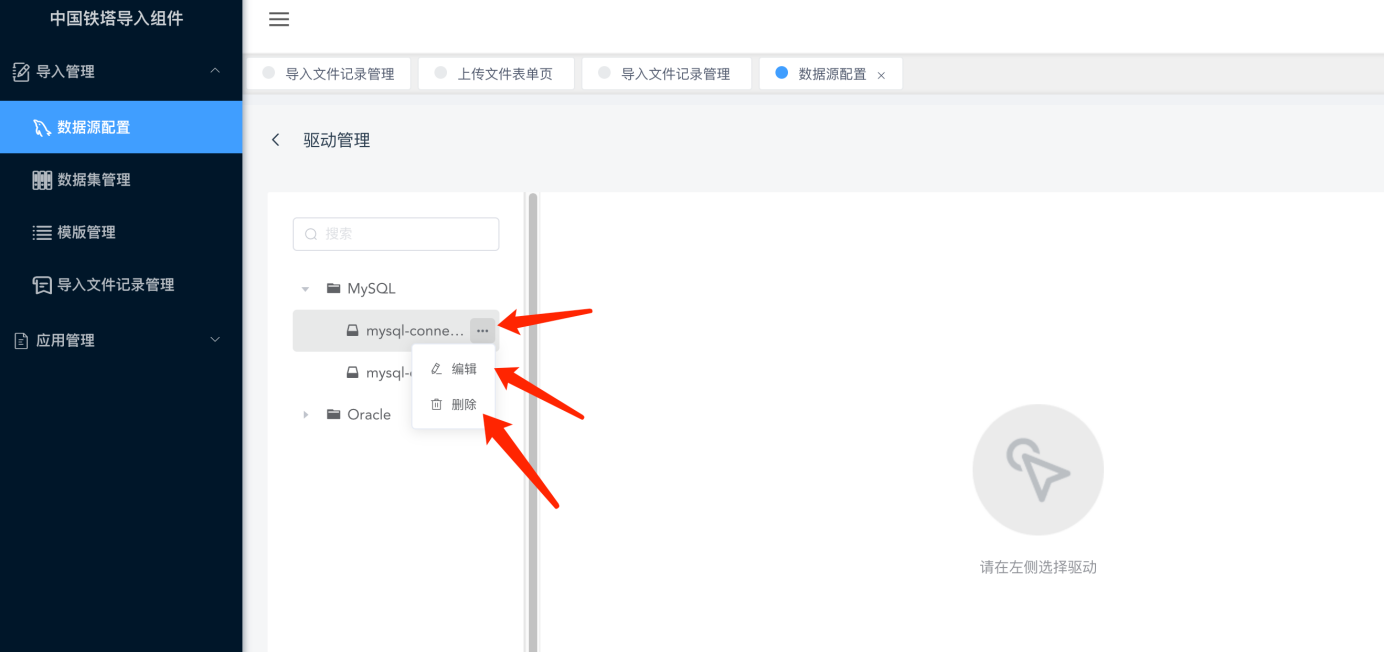 中国铁塔导入组件
导入管理
数据源配置
数据集管理
模版管理
导入文件记录管理
应用管理
导入文件记录管理
上传文件表单页
导入文件记录管理
数据源配置
驱动管理
搜索
MySQL
mysql-conne...
编辑
mysql-
删除
Oracle
请在左侧选择驱动